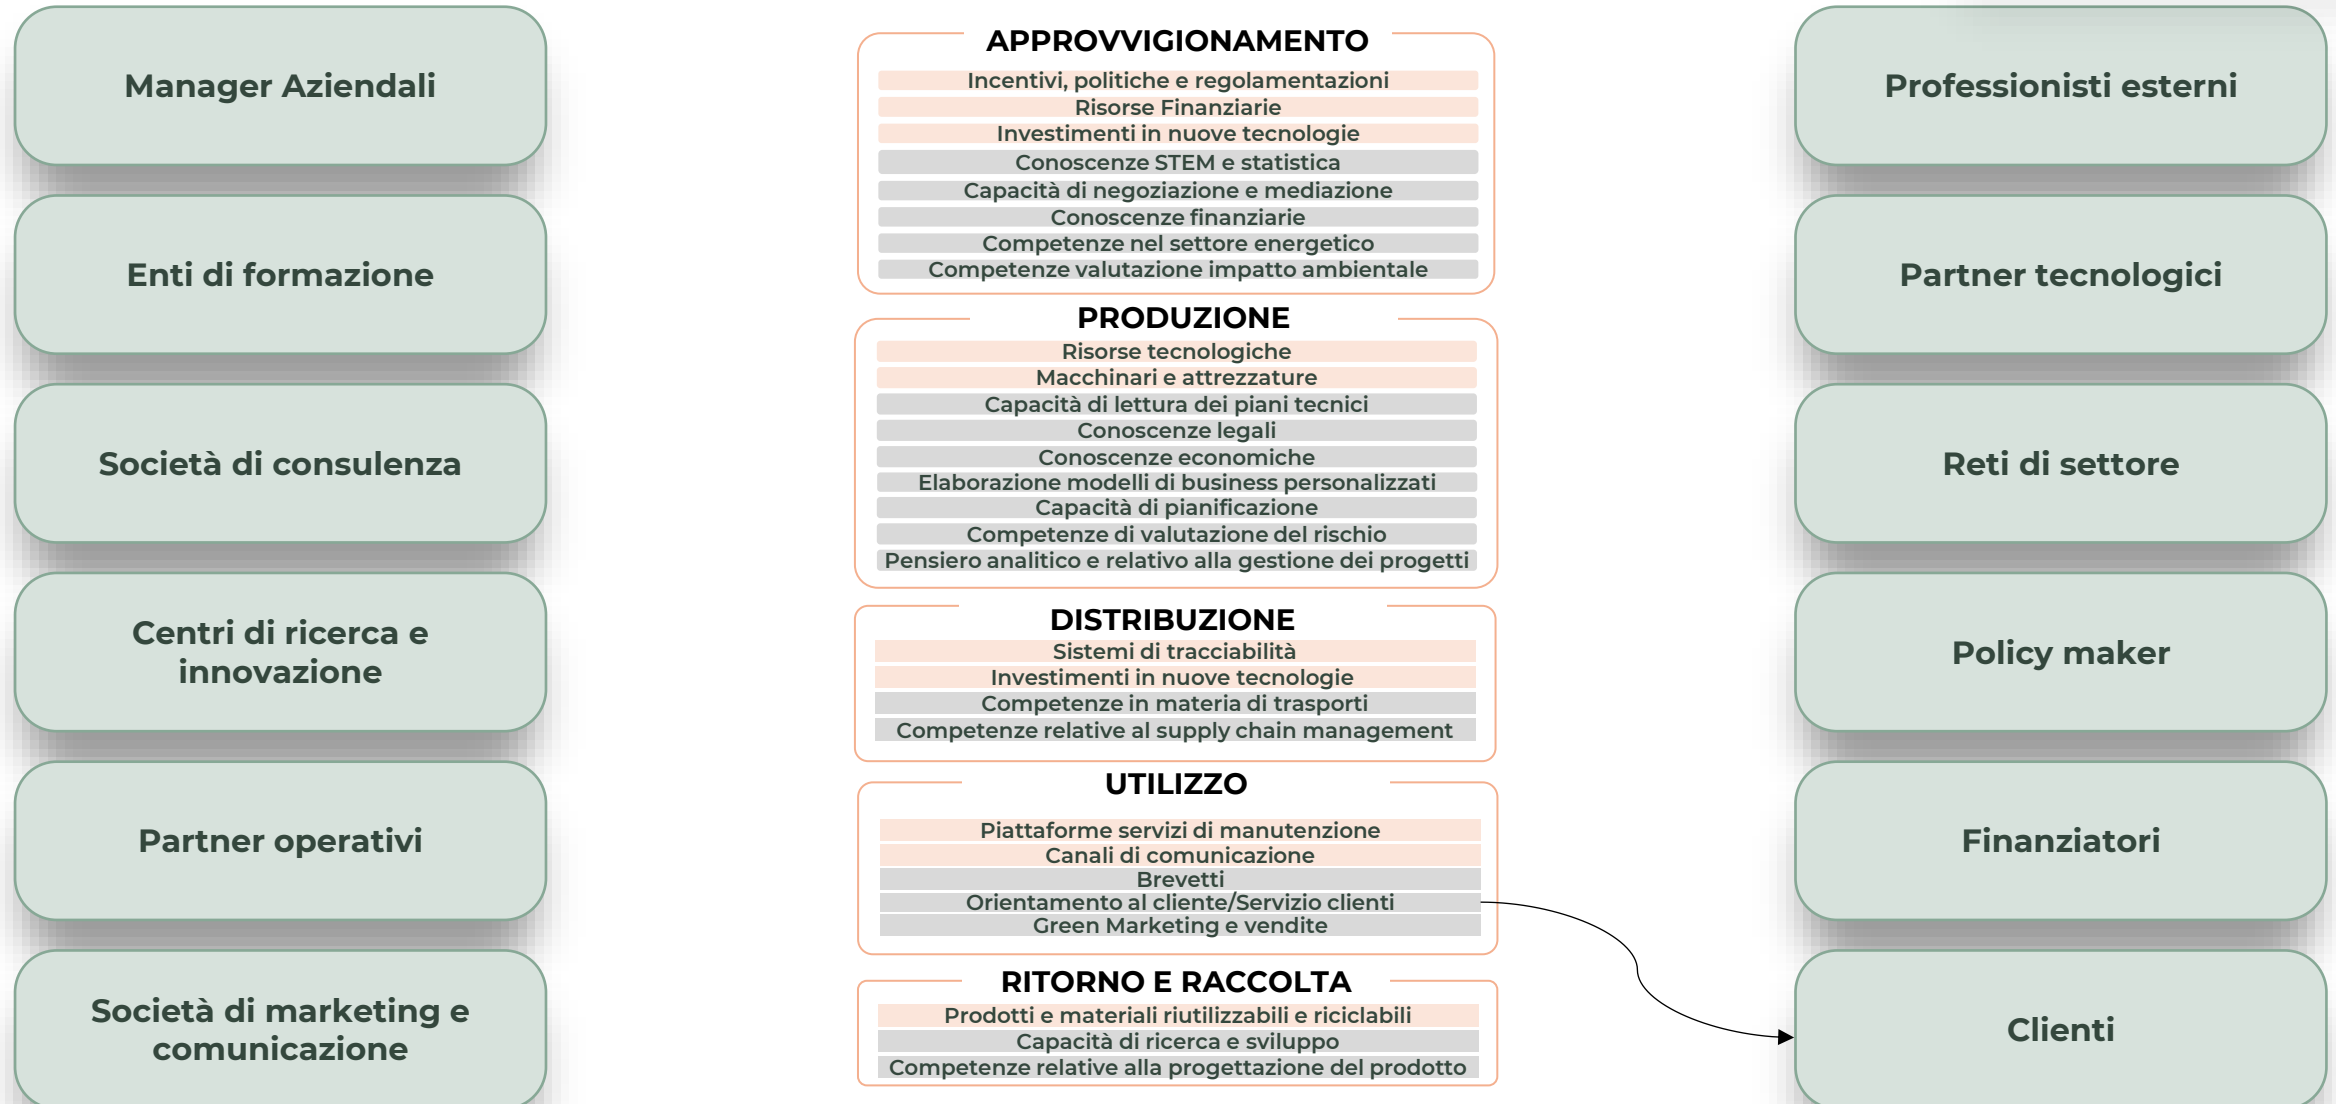 Manager Aziendali
Enti di formazione
Società di consulenza
Centri di ricerca e
innovazione
Partner operativi
Società di marketing e
comunicazione
APPROVVIGIONAMENTO
Incentivi, politiche e regolamentazioni
Risorse Finanziarie
Investimenti in nuove tecnologie
Conoscenze STEM e statistica
Capacità di negoziazione e mediazione
Conoscenze finanziarie
Competenze nel settore energetico
Competenze valutazione impatto ambientale
PRODUZIONE
Risorse tecnologiche
Macchinari e attrezzature
Capacità di lettura dei piani tecnici
Conoscenze legali
Conoscenze economiche
Elaborazione modelli di business personalizzati
Capacità di pianificazione
Competenze di valutazione del rischio
Pensiero analitico e relativo alla gestione dei progetti
DISTRIBUZIONE
Sistemi di tracciabilità
Investimenti in nuove tecnologie
Competenze in materia di trasporti
Competenze relative al supply chain management
UTILIZZO
Piattaforme servizi di manutenzione
Canali di comunicazione
Brevetti
Orientamento al cliente/Servizio clienti
Green Marketing e vendite
RITORNO E RACCOLTA
Prodotti e materiali riutilizzabili e riciclabili
Capacità di ricerca e sviluppo
Competenze relative alla progettazione del prodotto
Professionisti esterni
Partner tecnologici
Reti di settore
Policy maker
Finanziatori
Clienti